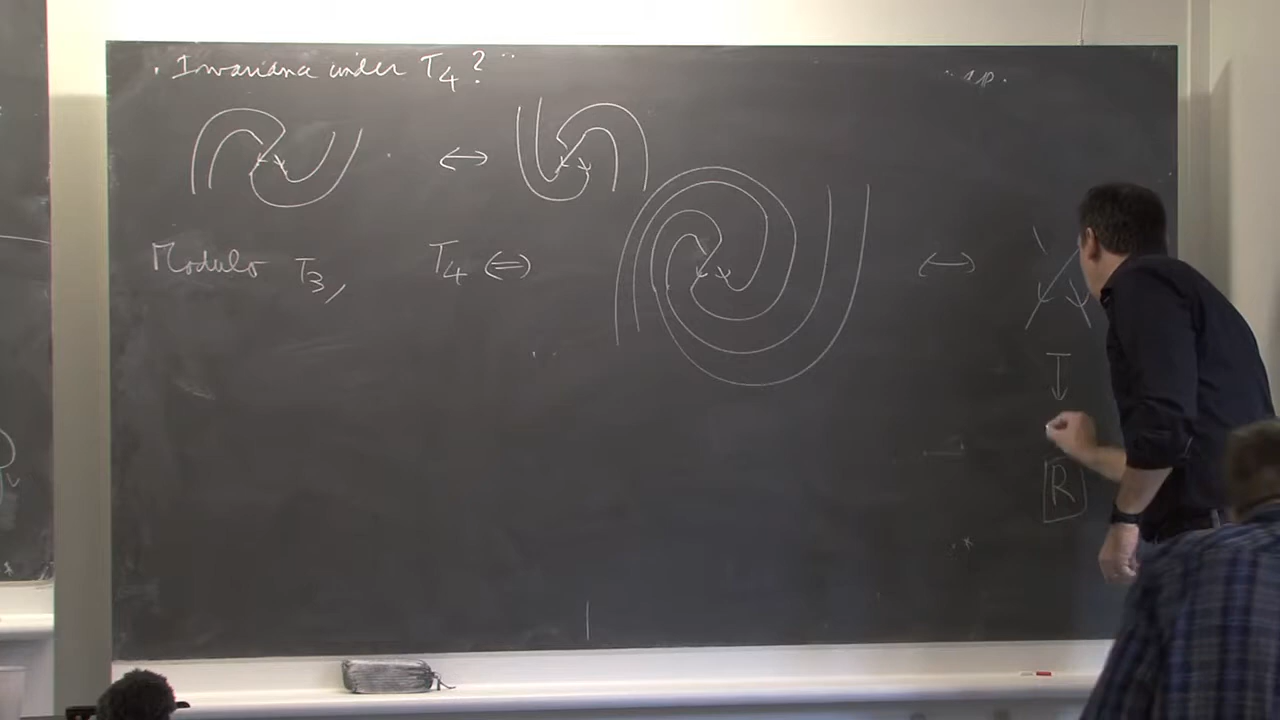 . Invariance under T4?
↔
Modulo T3, T4 ⇔
↔
R